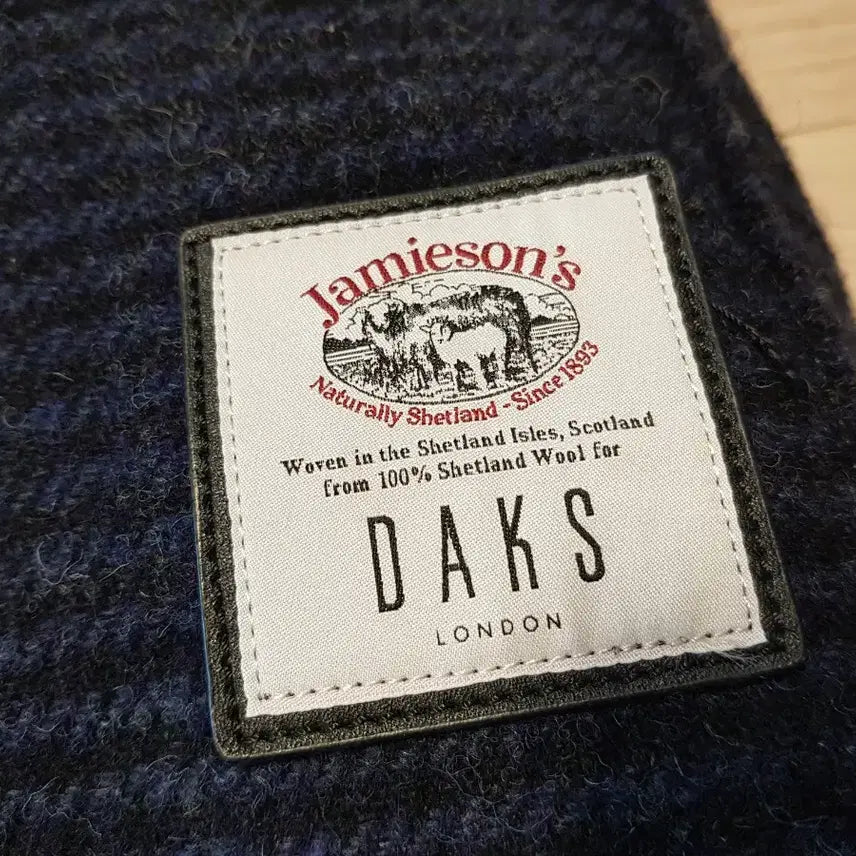 Jamieson's
Naturally Shetland - Since 1893
Woven in the Shetland Isles, Scotland
from 100% Shetland Wool for
DAKS
LONDON